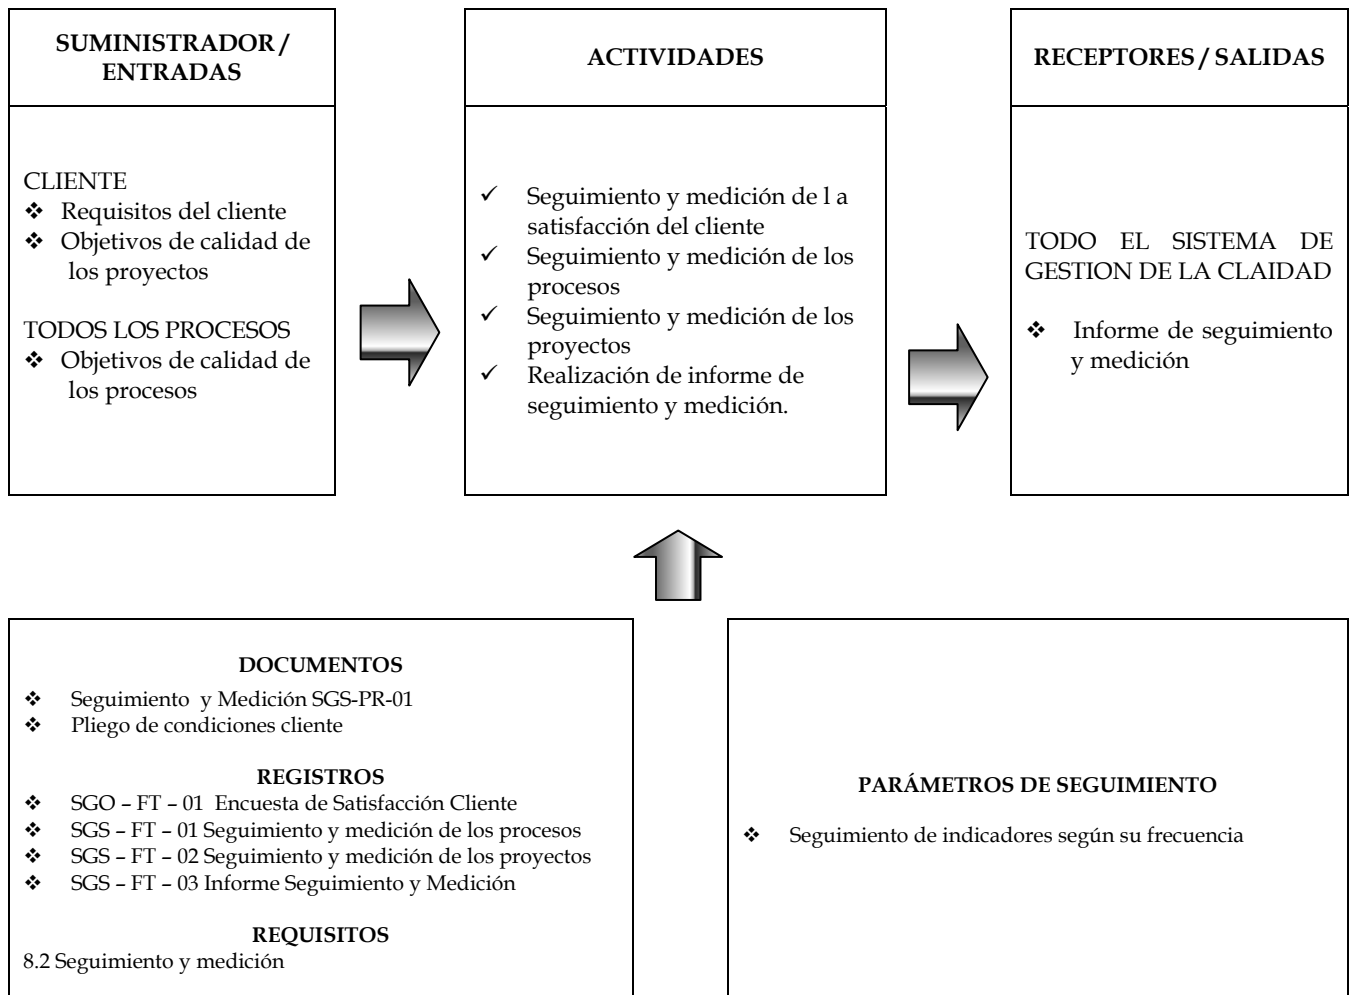 SUMINISTRADOR /
ENTRADAS
CLIENTE
❖ Requisitos del cliente
❖ Objetivos de calidad de
los proyectos
TODOS LOS PROCESOS
❖ Objetivos de calidad de
los procesos
ACTIVIDADES
✓ Seguimiento y medición de l a
satisfacción del cliente
✓ Seguimiento y medición de los
procesos
✓ Seguimiento y medición de los
proyectos
✓ Realización de informe de
seguimiento y medición.
RECEPTORES / SALIDAS
TODO EL SISTEMA DE
GESTION DE LA CLAIDAD
❖ Informe de seguimiento
y medición
DOCUMENTOS
❖ Seguimiento y Medición SGS-PR-01
❖ Pliego de condiciones cliente
REGISTROS
❖ SGO – FT – 01 Encuesta de Satisfacción Cliente
❖ SGS – FT – 01 Seguimiento y medición de los procesos
❖ SGS – FT – 02 Seguimiento y medición de los proyectos
❖ SGS – FT – 03 Informe Seguimiento y Medición
REQUISITOS
8.2 Seguimiento y medición
PARÁMETROS DE SEGUIMIENTO
❖ Seguimiento de indicadores según su frecuencia